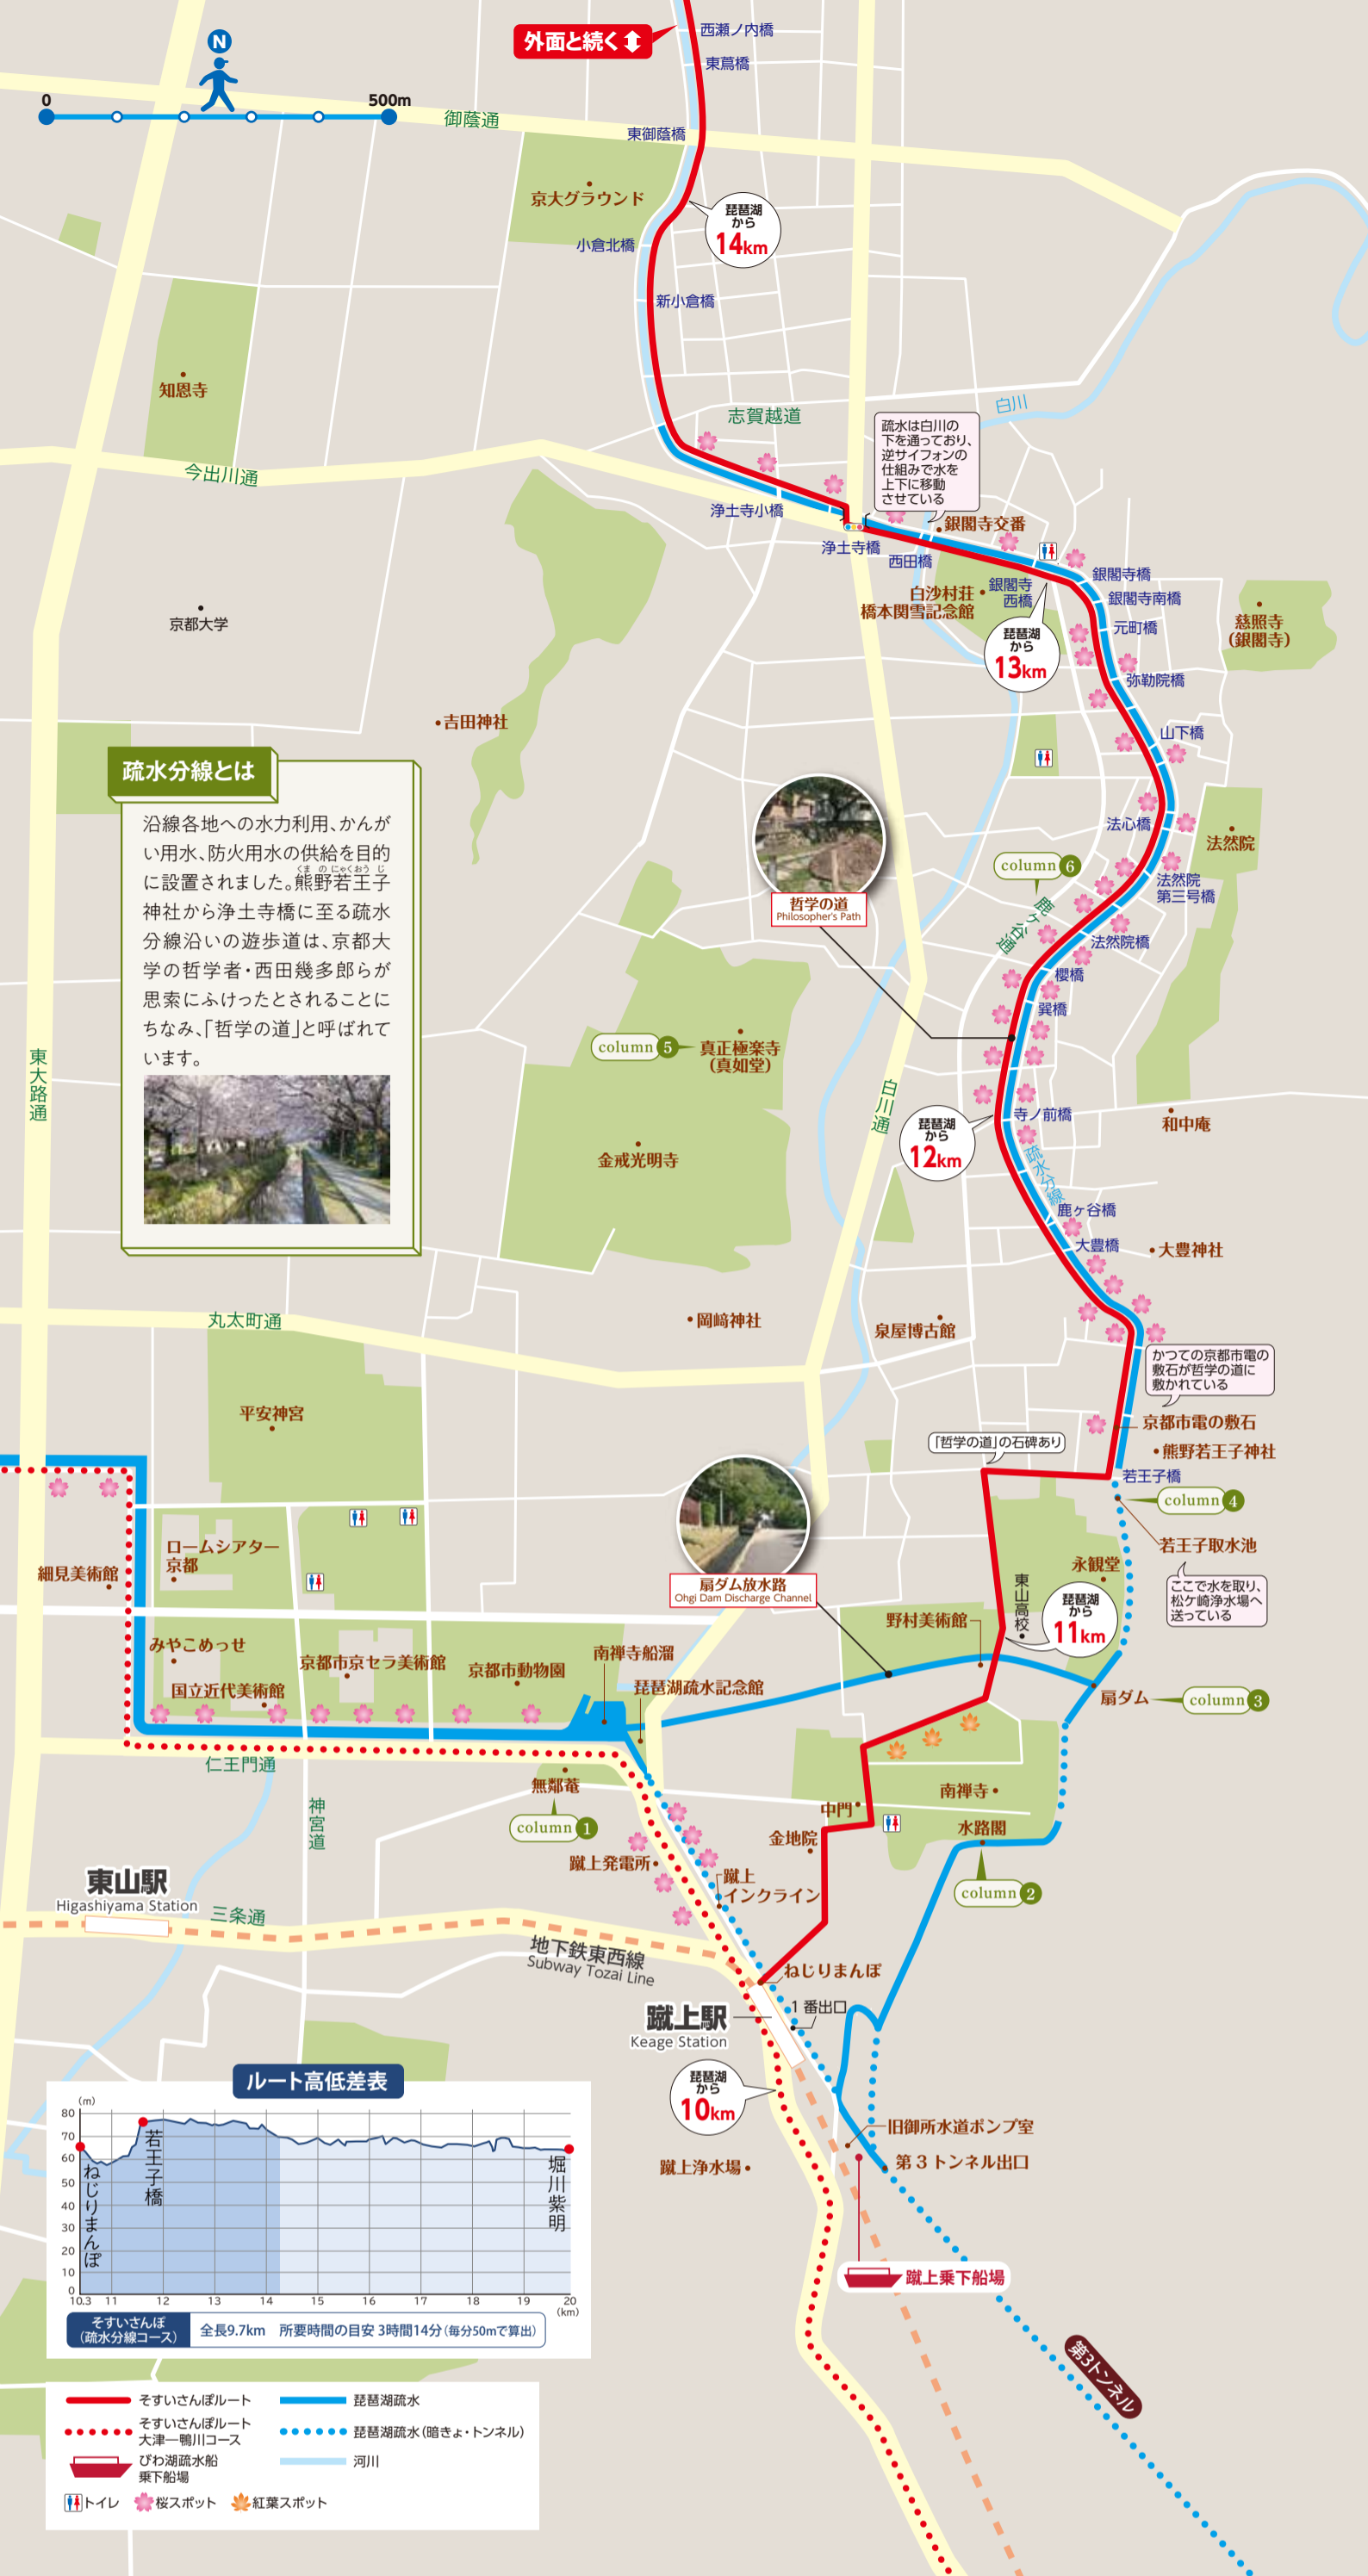 外面と続く
西瀬ノ内橋
東蔦橋
N
0
500m
御蔭通
東御蔭橋
京大グラウンド
琵琶湖
から
14km
小倉北橋
新小倉橋
知恩寺
志賀越道
白川
今出川通
疏水は白川の
下を通っており、
逆サイフォンの
仕組みで水を
上下に移動
させている
浄土寺小橋
銀閣寺交番
浄土寺橋
西田橋
銀閣寺橋
白沙村荘
橋本関雪記念館
銀閣寺
西橋
銀閣寺南橋
京都大学
元町橋
慈照寺
(銀閣寺)
琵琶湖
から
13km
弥勒院橋
吉田神社
山下橋
疏水分線とは
沿線各地への水力利用、かんが
い用水、防火用水の供給を目的
くまのにゃくおうじ
に設置されました。熊野若王子
神社から浄土寺橋に至る疏水
分線沿いの遊歩道は、京都大
学の哲学者・西田幾多郎らが
思索にふけったとされることに
ちなみ、「哲学の道」と呼ばれて
います。
法心橋
法然院
column 6
法然院
第三号橋
哲学の道
Philosopher's Path
鹿ヶ谷通
法然院橋
櫻橋
巽橋
column 5
真正極楽寺
(真如堂)
東大路通
白川通
琵琶湖
から
12km
寺ノ前橋
和中庵
金戒光明寺
疏水分線
鹿ヶ谷橋
大豊橋
大豊神社
丸太町通
岡﨑神社
泉屋博古館
かつての京都市電の
敷石が哲学の道に
敷かれている
平安神宮
京都市電の敷石
「哲学の道」の石碑あり
熊野若王子神社
若王子橋
column 4
若王子取水池
ロームシアター
京都
細見美術館
永観堂
東山高校
ここで水を取り、
松ケ崎浄水場へ
送っている
扇ダム放水路
Ohgi Dam Discharge Channel
琵琶湖
から
11km
野村美術館
みやこめっせ
京都市京セラ美術館
京都市動物園
南禅寺船溜
琵琶湖疏水記念館
国立近代美術館
扇ダム
column 3
仁王門通
無鄰菴
column 1
神宮道
南禅寺
中門
金地院
水路閣
column 2
蹴上発電所
蹴上
インクライン
東山駅
Higashiyama Station
三条通
地下鉄東西線
Subway Tozai Line
ねじりまんぽ
1番出口
蹴上駅
Keage Station
琵琶湖
から
10km
旧御所水道ポンプ室
蹴上浄水場
第3トンネル出口
蹴上乗下船場
第3トンネル
ルート高低差表
(m)
80
70
60
50
40
30
20
10
0
ねじりまんぽ
若王子橋
堀川紫明
10.3 11 12 13 14 15 16 17 18 19 20
(km)
そすいさんぽ
(疏水分線コース)
全長9.7km 所要時間の目安 3時間14分(毎分50mで算出)
そすいさんぽルート
琵琶湖疏水
そすいさんぽルート
大津―鴨川コース
琵琶湖疏水(暗きょ・トンネル)
びわ湖疏水船
乗下船場
河川
トイレ
桜スポット
紅葉スポット